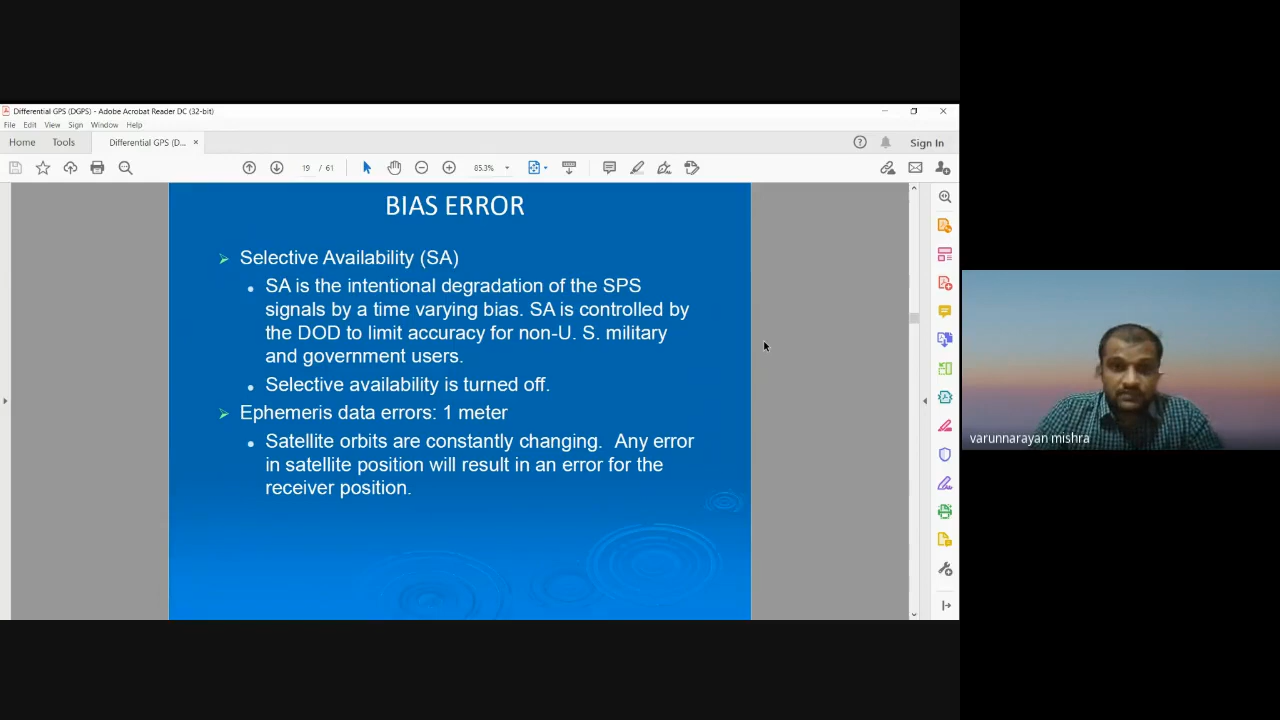 Differential GPS (DGPS) - Adobe Acrobat Reader DC (32-bit)
File Edit View Sign Window Help
Home Tools Differential GPS (D... × Sign In
19 / 61 85.3%
BIAS ERROR
Selective Availability (SA)
SA is the intentional degradation of the SPS
signals by a time varying bias. SA is controlled by
the DOD to limit accuracy for non-U. S. military
and government users.
Selective availability is turned off.
Ephemeris data errors: 1 meter
Satellite orbits are constantly changing. Any error
in satellite position will result in an error for the
receiver position.
varunnarayan mishra